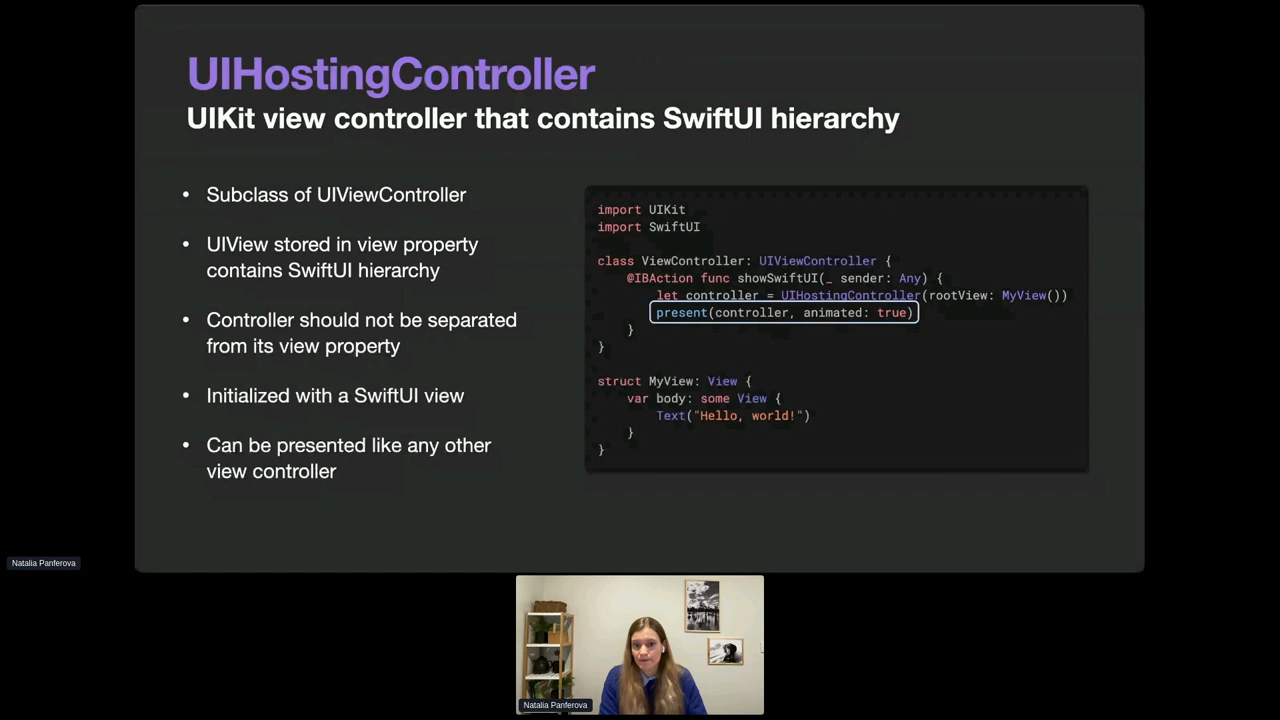 UIHostingController
UIKit view controller that contains SwiftUI hierarchy
• Subclass of UIViewController
• UIView stored in view property
contains SwiftUI hierarchy
• Controller should not be separated
from its view property
• Initialized with a SwiftUI view
• Can be presented like any other
view controller
import UIKit
import SwiftUI
class ViewController: UIViewController {
@IBAction func showSwiftUI(_ sender: Any) {
let controller = UIHostingController(rootView: MyView())
present(controller, animated: true)
}
}
struct MyView: View {
var body: some View {
Text("Hello, world!")
}
}
Natalia Panferova
Natalia Panferova